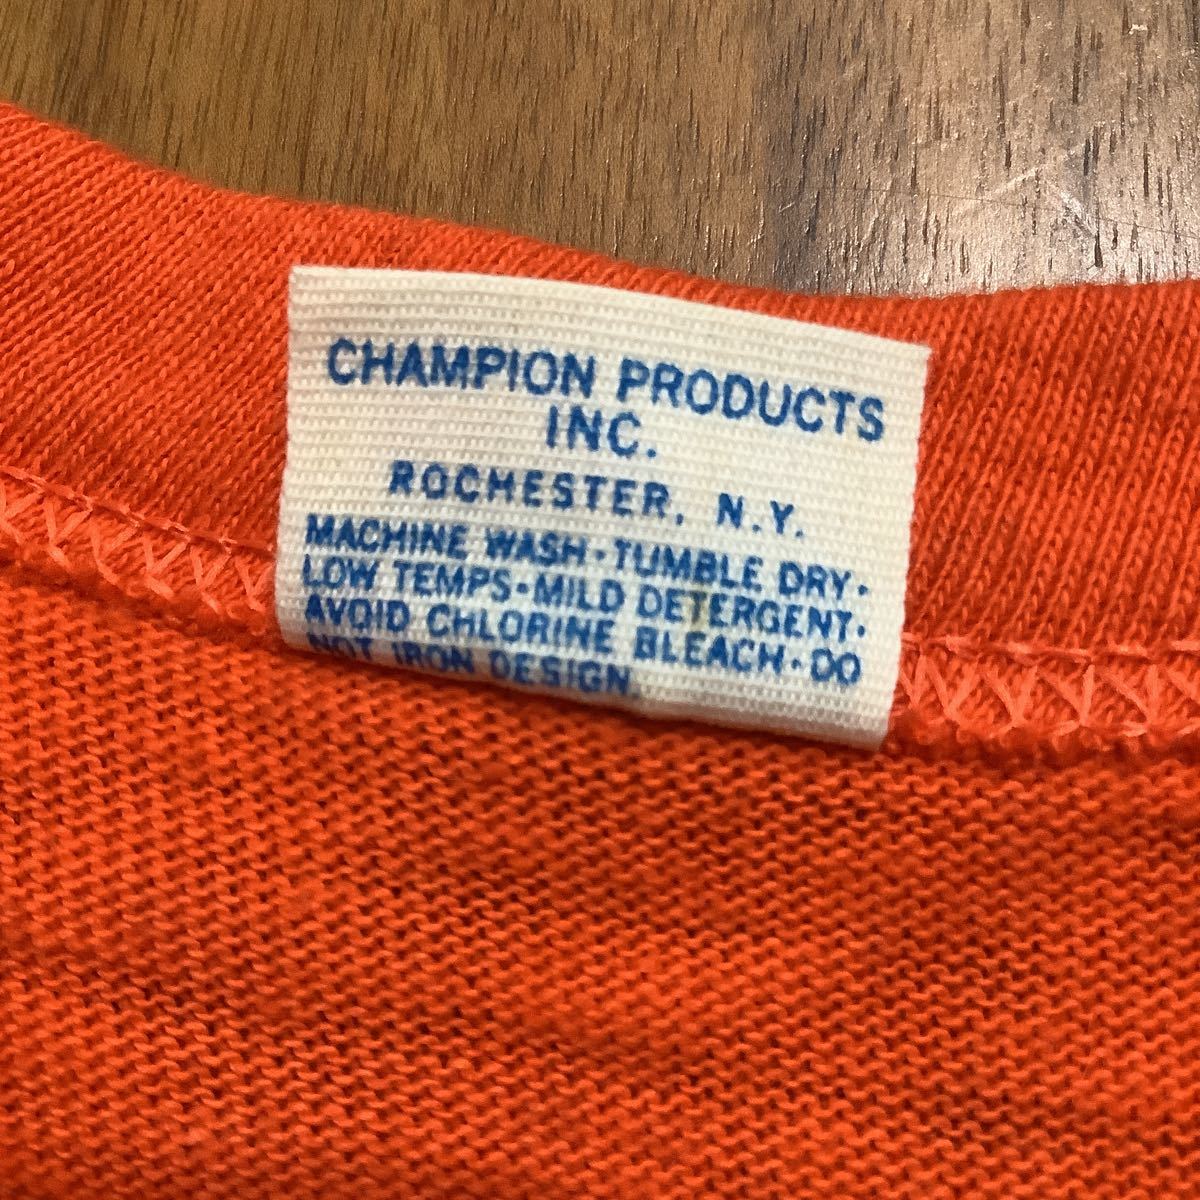 CHAMPION PRODUCTS
INC.
ROCHESTER, N.Y.
MACHINE WASH-TUMBLE DRY-
LOW TEMPS-MILD DETERGENT-
AVOID CHLORINE BLEACH-DO
NOT IRON DESIGN